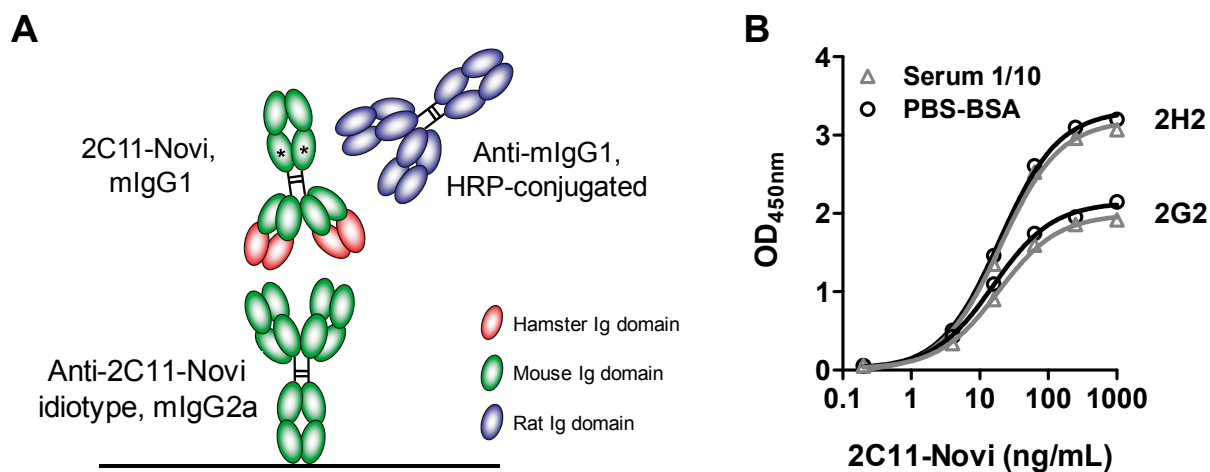 A
2C11-Novi,
mIgG1
* *
Anti-mIgG1,
HRP-conjugated
Anti-2C11-Novi
idiotype, mIgG2a
Hamster Ig domain
Mouse Ig domain
Rat Ig domain
B
OD450nm
4
3
2
1
0
Serum 1/10
PBS-BSA
2H2
2G2
0.1 1 10 100 1000
2C11-Novi (ng/mL)